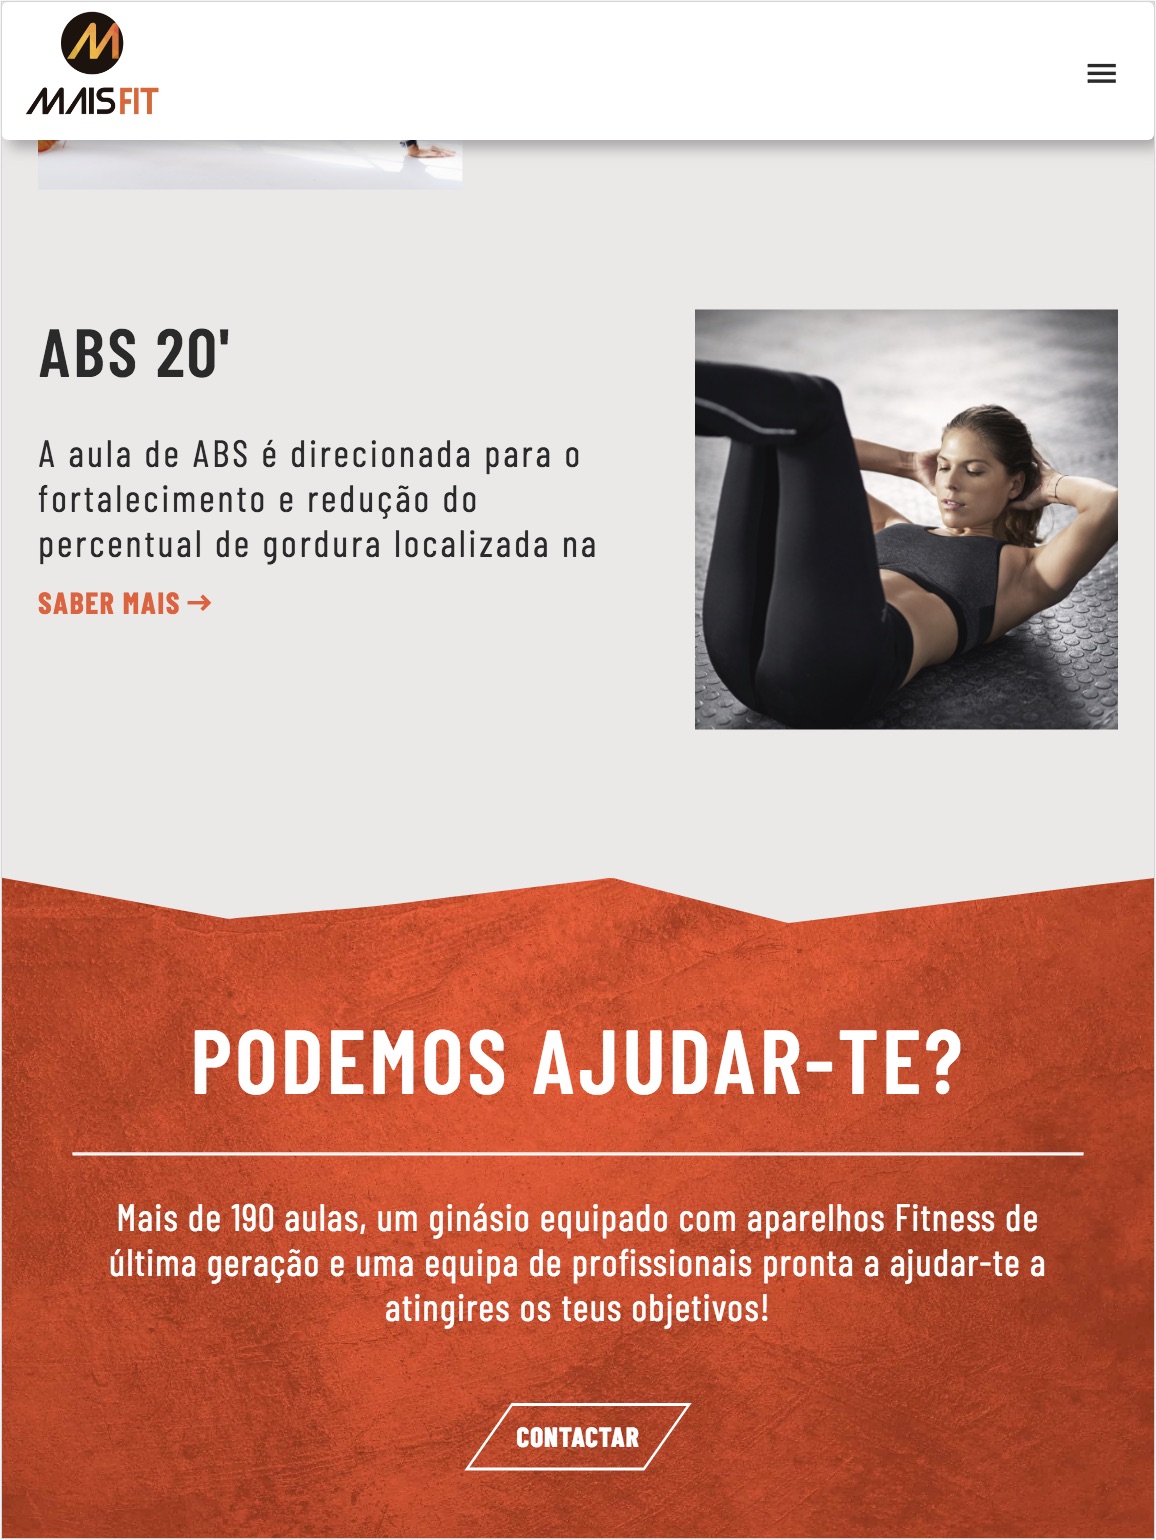 MAISFIT
ABS 20'
A aula de ABS é direcionada para o
fortalecimento e redução do
percentual de gordura localizada na
SABER MAIS →
PODEMOS AJUDAR-TE?
Mais de 190 aulas, um ginásio equipado com aparelhos Fitness de
última geração e uma equipa de profissionais pronta a ajudar-te a
atingires os teus objetivos!
CONTACTAR